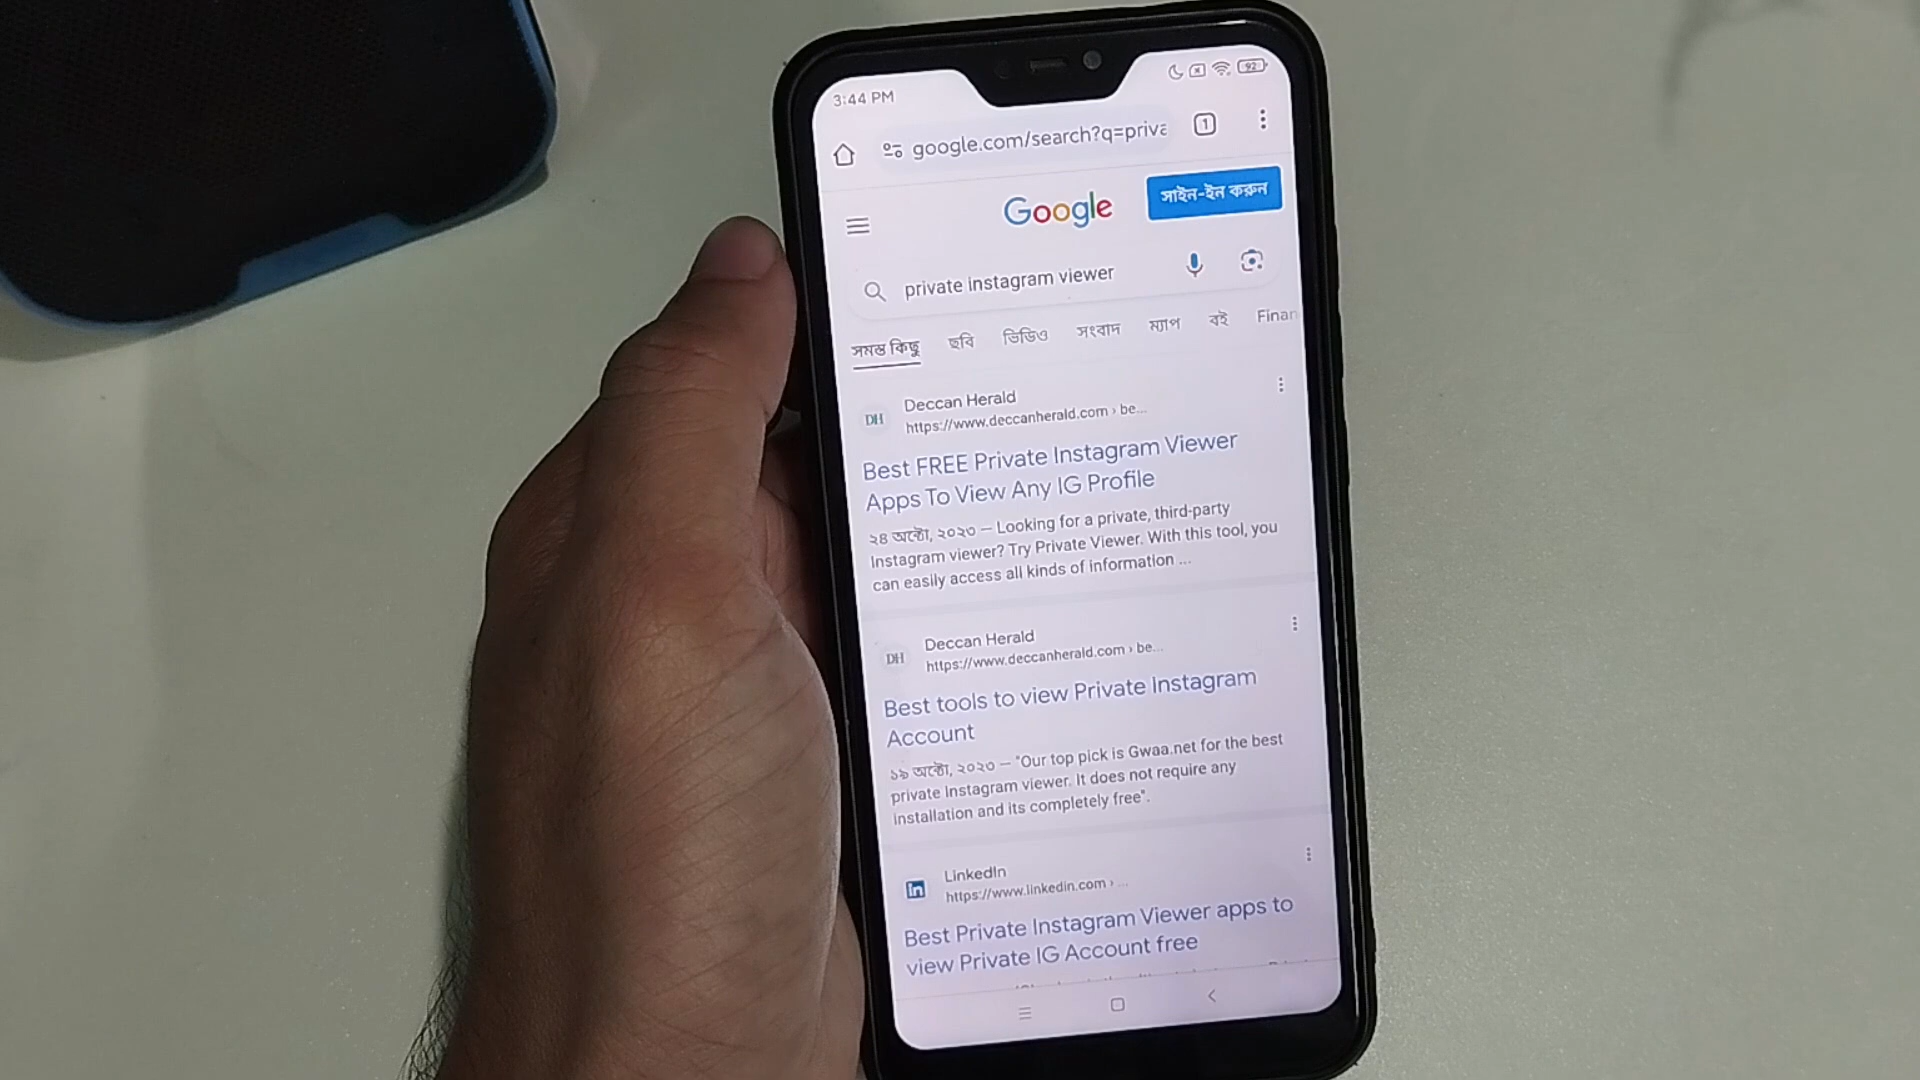 3:44 PM
92
google.com/search?q=priva
1
Google
সাইন-ইন করুন
private instagram viewer
সমস্ত কিছু ছবি ভিডিও সংবাদ ম্যাপ বই Finan
DH
Deccan Herald
https://www.deccanherald.com › be...
Best FREE Private Instagram Viewer
Apps To View Any IG Profile
২৪ অক্টো, ২০২৩ — Looking for a private, third-party
Instagram viewer? Try Private Viewer. With this tool, you
can easily access all kinds of information ...
DH
Deccan Herald
https://www.deccanherald.com › be...
Best tools to view Private Instagram
Account
১৯ অক্টো, ২০২৩ — "Our top pick is Gwaa.net for the best
private Instagram viewer. It does not require any
installation and its completely free".
in
LinkedIn
https://www.linkedin.com › ...
Best Private Instagram Viewer apps to
view Private IG Account free